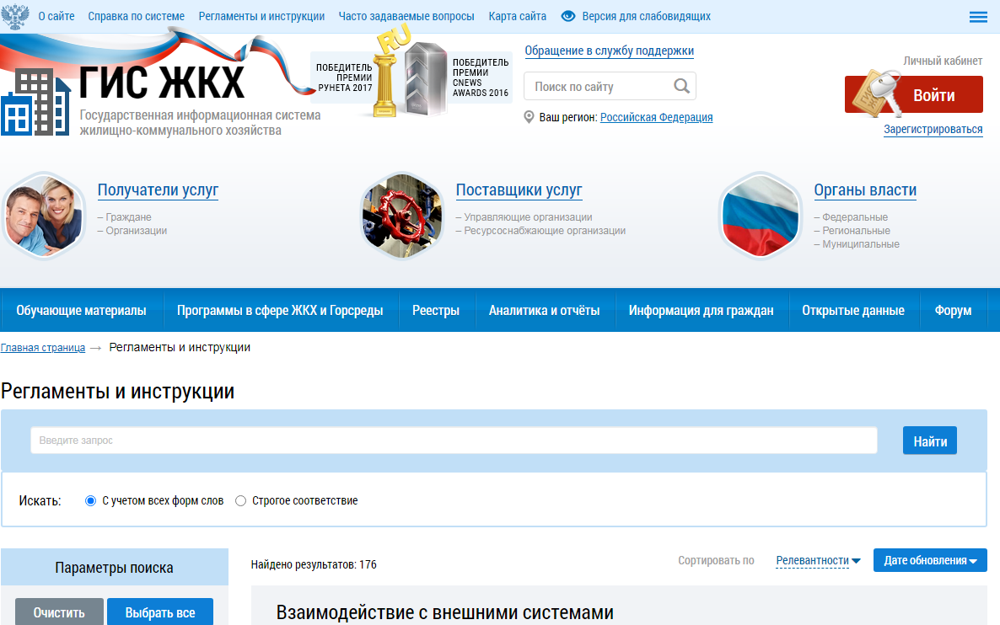 О сайте
Справка по системе
Регламенты и инструкции
Часто задаваемые вопросы
Карта сайта
Версия для слабовидящих
ГИС ЖКХ
Государственная информационная система
жилищно-коммунального хозяйства
ПОБЕДИТЕЛЬ
ПРЕМИИ
РУНЕТА 2017
RU
ПОБЕДИТЕЛЬ
ПРЕМИИ
CNEWS
AWARDS 2016
Обращение в службу поддержки
Поиск по сайту
Ваш регион: Российская Федерация
Личный кабинет
Войти
Зарегистрироваться
Получатели услуг
– Граждане
– Организации
Поставщики услуг
– Управляющие организации
– Ресурсоснабжающие организации
Органы власти
– Федеральные
– Региональные
– Муниципальные
Обучающие материалы
Программы в сфере ЖКХ и Горсреды
Реестры
Аналитика и отчёты
Информация для граждан
Открытые данные
Форум
Главная страница → Регламенты и инструкции
Регламенты и инструкции
Введите запрос
Найти
Искать:
С учетом всех форм слов
Строгое соответствие
Параметры поиска
Очистить
Выбрать все
Найдено результатов: 176
Сортировать по
Релевантности
Дате обновления
Взаимодействие с внешними системами